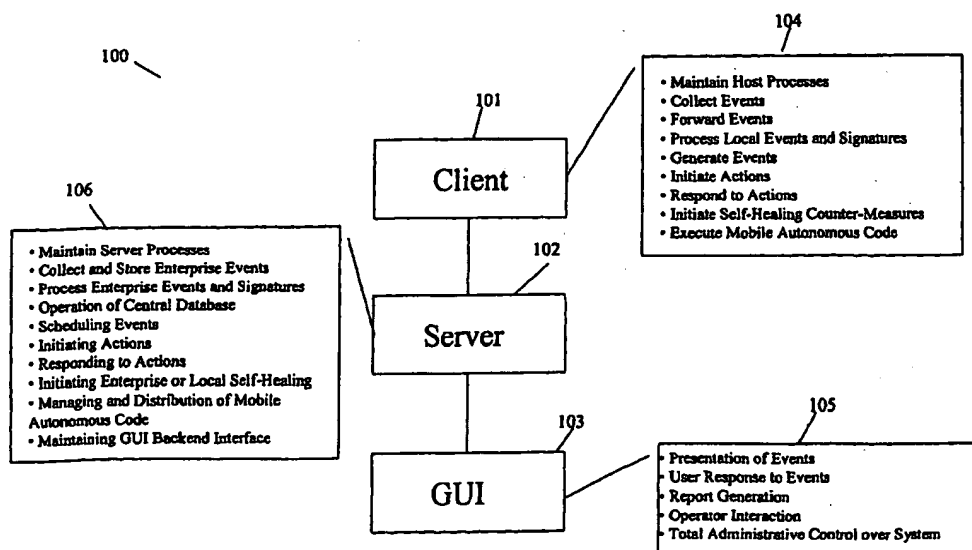 104
100
• Maintain Host Processes
• Collect Events
• Forward Events
• Process Local Events and Signatures
• Generate Events
• Initiate Actions
• Respond to Actions
• Initiate Self-Healing Counter-Measures
• Execute Mobile Autonomous Code
101
Client
106
• Maintain Server Processes
• Collect and Store Enterprise Events
• Process Enterprise Events and Signatures
• Operation of Central Database
• Scheduling Events
• Initiating Actions
• Responding to Actions
• Initiating Enterprise or Local Self-Healing
• Managing and Distribution of Mobile
Autonomous Code
• Maintaining GUI Backend Interface
102
Server
103
GUI
105
• Presentation of Events
• User Response to Events
• Report Generation
• Operator Interaction
• Total Administrative Control over System